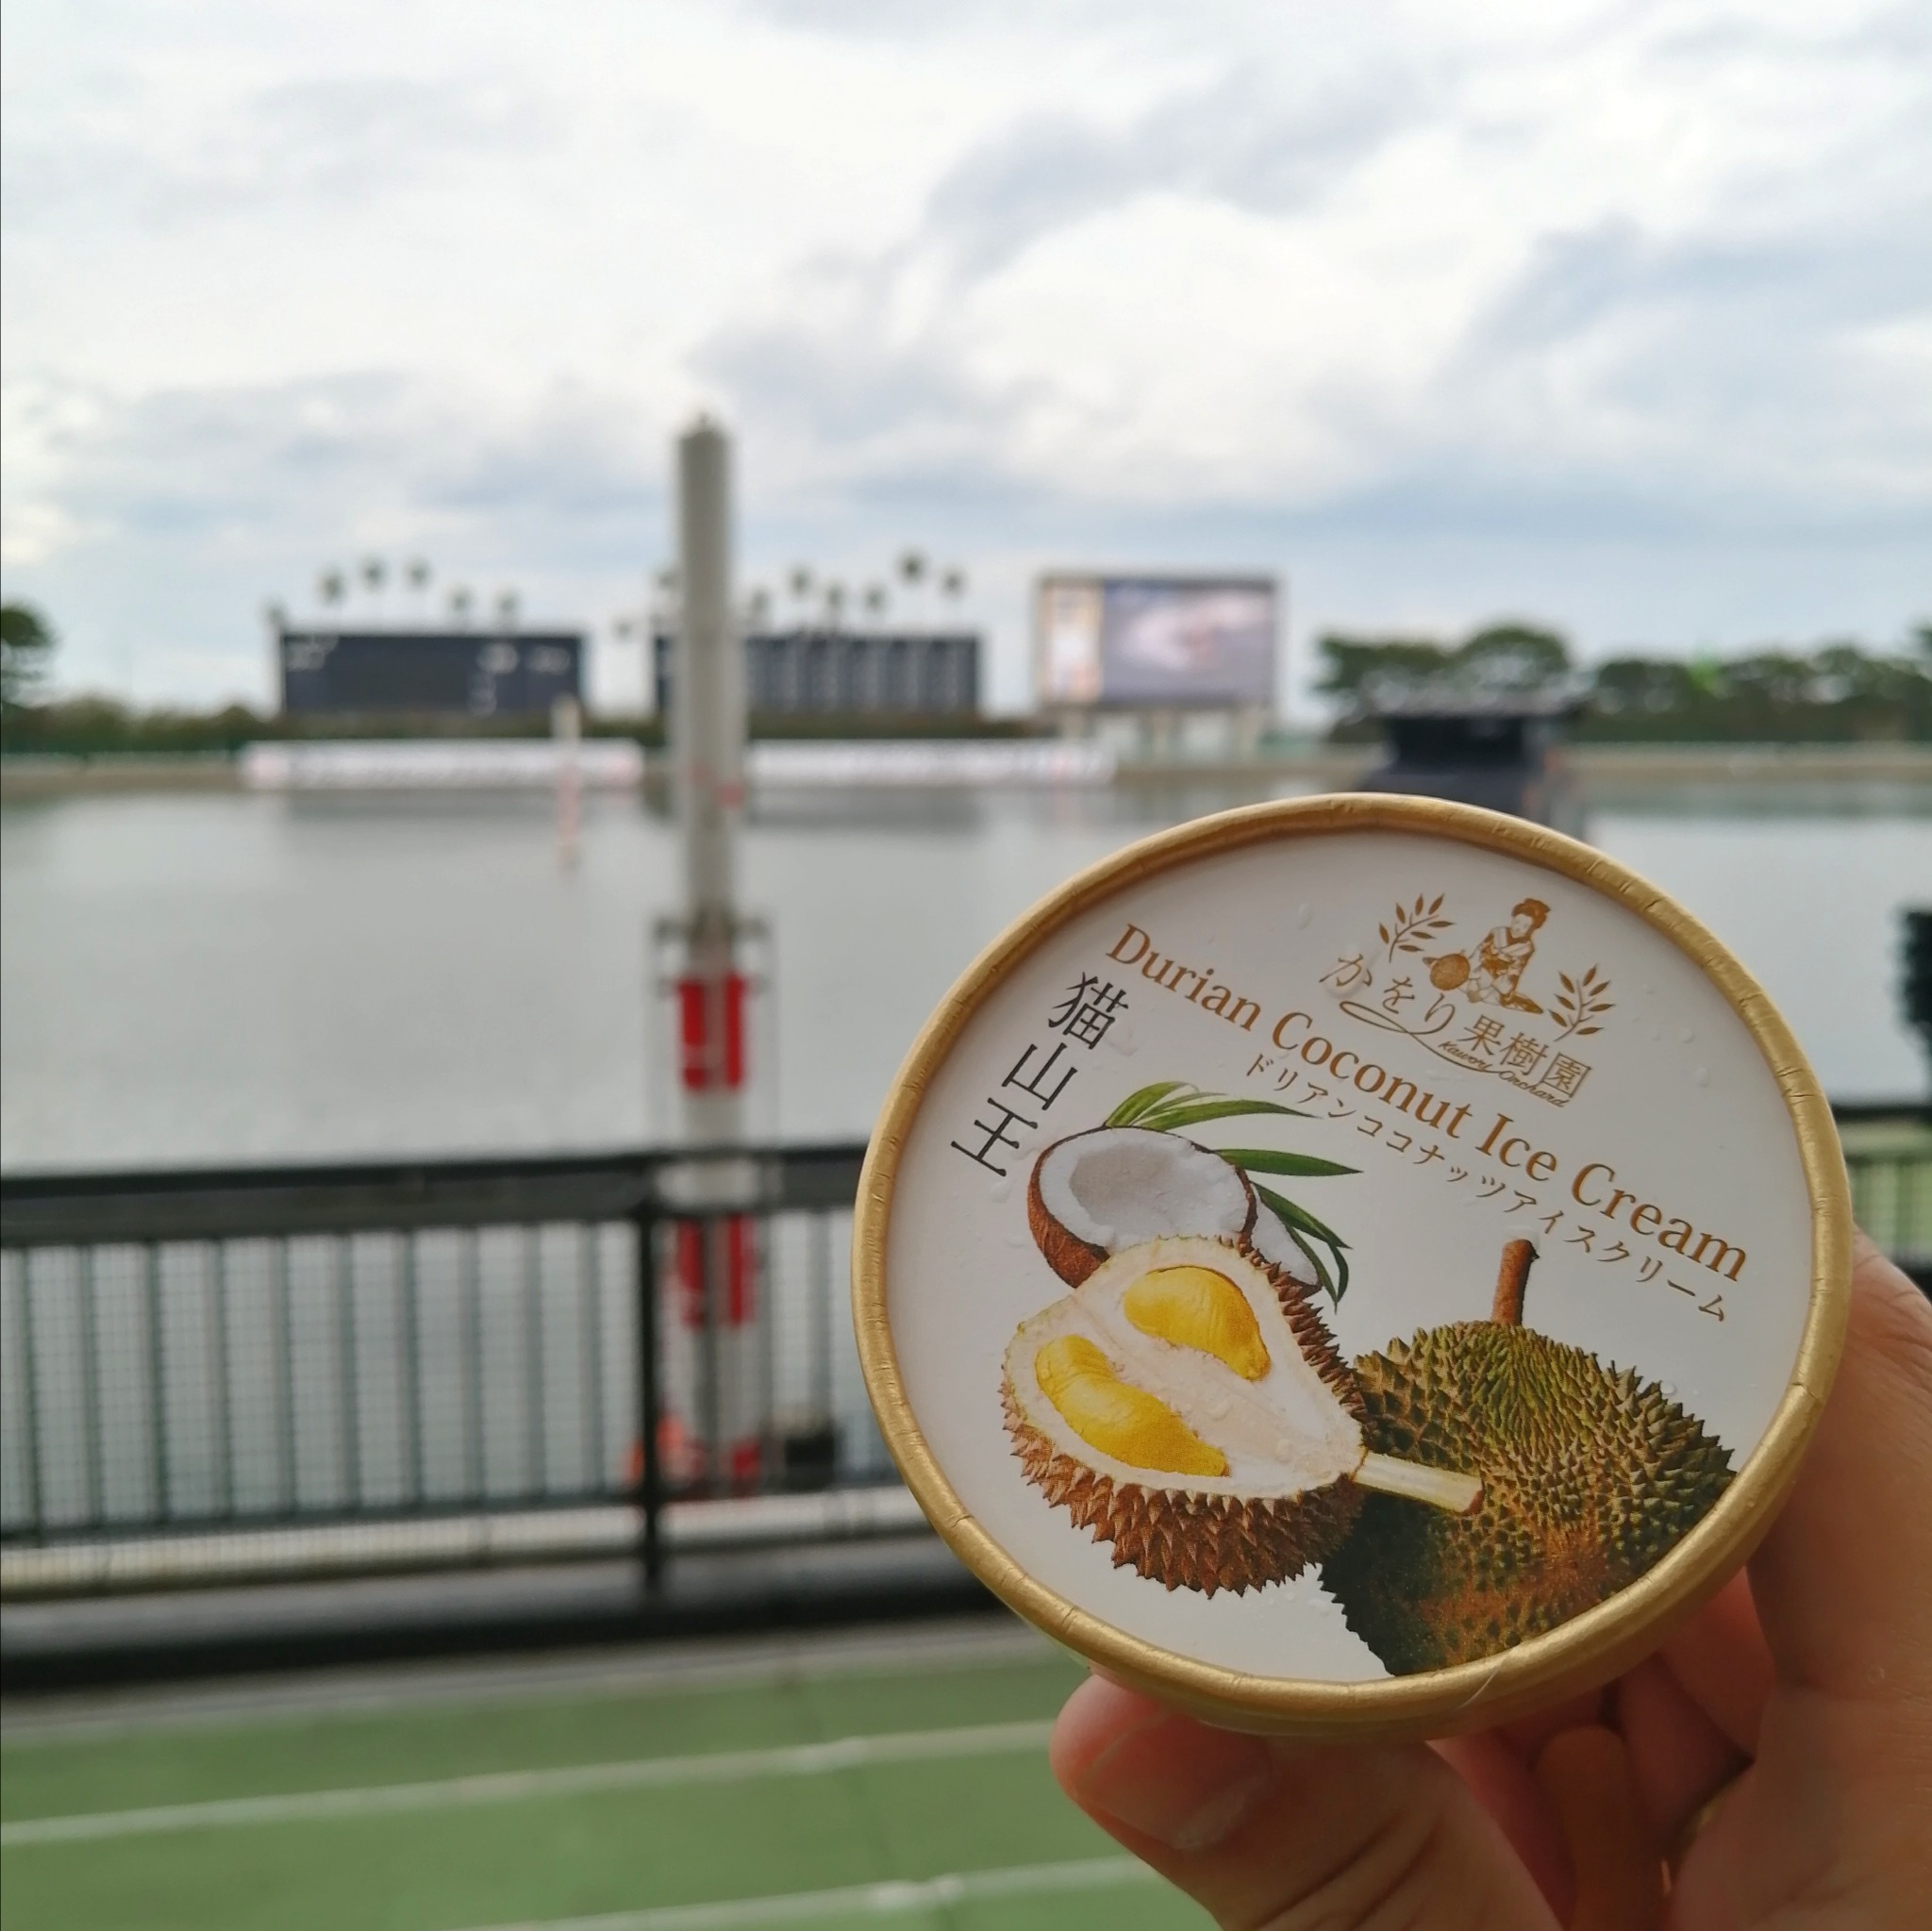 かをり果樹園
Kawory Orchard
Durian Coconut Ice Cream
ドリアンココナッツアイスクリーム
猫山王